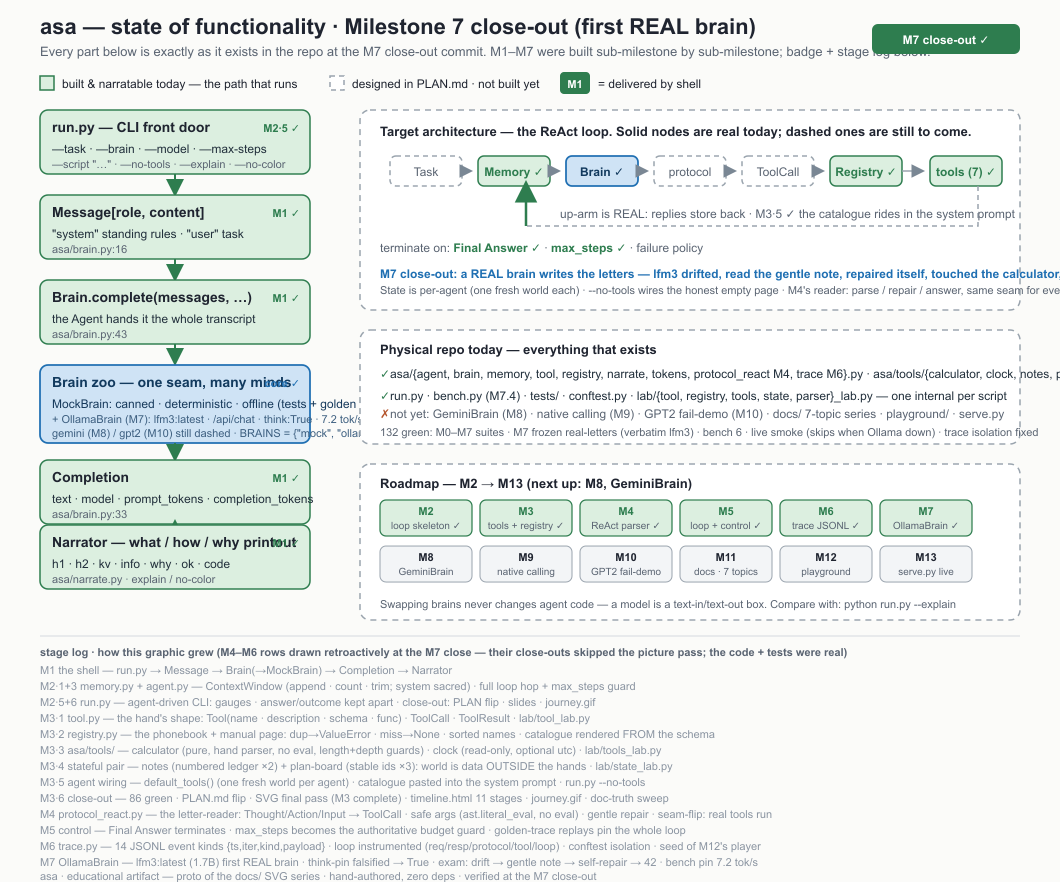 asa — state of functionality · Milestone 7 close-out (first REAL brain)
M7 close-out ✓
Every part below is exactly as it exists in the repo at the M7 close-out commit. M1–M7 were built sub-milestone by sub-milestone; badge + stage log below.
built & narratable today — the path that runs
designed in PLAN.md · not built yet
M1 = delivered by shell
run.py — CLI front door M2·5 ✓
—task · —brain · —model · —max-steps
—script "…" · —no-tools · —explain · —no-color
Message[role, content] M1 ✓
"system" standing rules · "user" task
asa/brain.py:16
Brain.complete(messages, …) M1 ✓
the Agent hands it the whole transcript
asa/brain.py:43
Brain zoo — one seam, many minds
MockBrain: canned · deterministic · offline (tests + golden
+ OllamaBrain (M7): lfm3:latest · /api/chat · think:True · 7.2 tok/s
gemini (M8) / gpt2 (M10) still dashed · BRAINS = {"mock", "ollar
Completion M1 ✓
text · model · prompt_tokens · completion_tokens
asa/brain.py:33
Narrator — what / how / why printout
h1 · h2 · kv · info · why · ok · code
asa/narrate.py · explain / no-color
Target architecture — the ReAct loop. Solid nodes are real today; dashed ones are still to come.
Task
Memory ✓
Brain ✓
protocol
ToolCall
Registry ✓
tools (7) ✓
up-arm is REAL: replies store back · M3·5 ✓ the catalogue rides in the system prompt
terminate on: Final Answer ✓ · max_steps ✓ · failure policy
M7 close-out: a REAL brain writes the letters — lfm3 drifted, read the gentle note, repaired itself, touched the calculator,
State is per-agent (one fresh world each) · --no-tools wires the honest empty page · M4's reader: parse / repair / answer, same seam for eve
Physical repo today — everything that exists
✓asa/{agent, brain, memory, tool, registry, narrate, tokens, protocol_react M4, trace M6}.py · asa/tools/{calculator, clock, notes, p
✓run.py · bench.py (M7.4) · tests/ · conftest.py · lab/{tool, registry, tools, state, parser}_lab.py — one internal per script
✗not yet: GeminiBrain (M8) · native calling (M9) · GPT2 fail-demo (M10) · docs/ 7-topic series · playground/ · serve.py
132 green: M0–M7 suites · M7 frozen real-letters (verbatim lfm3) · bench 6 · live smoke (skips when Ollama down) · trace isolation fixed
Roadmap — M2 → M13 (next up: M8, GeminiBrain)
M2
loop skeleton ✓
M3
tools + registry ✓
M4
ReAct parser ✓
M5
loop + control ✓
M6
trace JSONL ✓
M7
OllamaBrain ✓
M8
GeminiBrain
M9
native calling
M10
GPT2 fail-demo
M11
docs · 7 topics
M12
playground
M13
serve.py live
Swapping brains never changes agent code — a model is a text-in/text-out box. Compare with: python run.py --explain
stage log · how this graphic grew (M4–M6 rows drawn retroactively at the M7 close — their close-outs skipped the picture pass; the code + tests were real)
M1 the shell — run.py → Message → Brain(→MockBrain) → Completion → Narrator
M2·1+3 memory.py + agent.py — ContextWindow (append · count · trim; system sacred) · full loop hop + max_steps guard
M2·5+6 run.py — agent-driven CLI: gauges · answer/outcome kept apart · close-out: PLAN flip · slides · journey.gif
M3·1 tool.py — the hand's shape: Tool(name · description · schema · func) · ToolCall · ToolResult · lab/tool_lab.py
M3·2 registry.py — the phonebook + manual page: dup→ValueError · miss→None · sorted names · catalogue rendered FROM the schema
M3·3 asa/tools/ — calculator (pure, hand parser, no eval, length+depth guards) · clock (read-only, optional utc) · lab/tools_lab.py
M3·4 stateful pair — notes (numbered ledger ×2) + plan-board (stable ids ×3): world is data OUTSIDE the hands · lab/state_lab.py
M3·5 agent wiring — default_tools() (one fresh world per agent) · catalogue pasted into the system prompt · run.py --no-tools
M3·6 close-out — 86 green · PLAN.md flip · SVG final pass (M3 complete) · timeline.html 11 stages · journey.gif · doc-truth sweep
M4 protocol_react.py — the letter-reader: Thought/Action/Input → ToolCall · safe args (ast.literal_eval, no eval) · gentle repair · seam-flip: real tools run
M5 control — Final Answer terminates · max_steps becomes the authoritative budget guard · golden-trace replays pin the whole loop
M6 trace.py — 14 JSONL event kinds {ts,iter,kind,payload} · loop instrumented (req/resp/protocol/tool/loop) · conftest isolation · seed of M12's player
M7 OllamaBrain — lfm3:latest (1.7B) first REAL brain · think-pin falsified → True · exam: drift → gentle note → self-repair → 42 · bench pin 7.2 tok/s
asa · educational artifact — proto of the docs/ SVG series · hand-authored, zero deps · verified at the M7 close-out